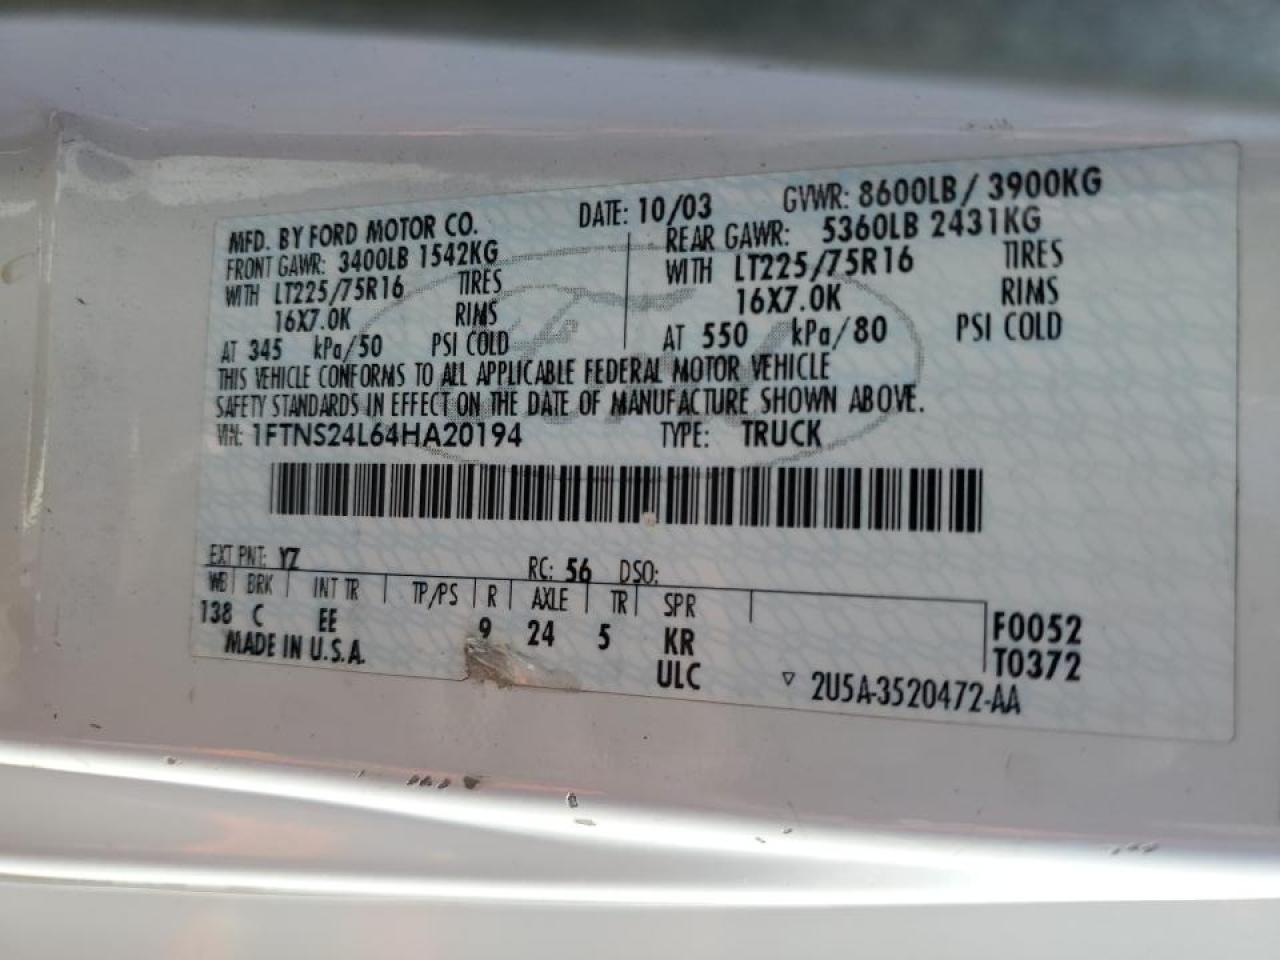 MFD. BY FORD MOTOR CO. DATE: 10/03 GVWR: 8600LB / 3900KG
FRONT GAWR: 3400LB 1542KG REAR GAWR: 5360LB 2431KG
WITH LT225/75R16 TIRES WITH LT225/75R16 TIRES
16X7.0K RIMS 16X7.0K RIMS
AT 345 kPa/50 PSI COLD AT 550 kPa/80 PSI COLD
THIS VEHICLE CONFORMS TO ALL APPLICABLE FEDERAL MOTOR VEHICLE
SAFETY STANDARDS IN EFFECT ON THE DATE OF MANUFACTURE SHOWN ABOVE.
VIN: 1FTNS24L64HA20194 TYPE: TRUCK
EXT PNT: YZ RC: 56 DSO:
WB BRK INT TR TP/PS R AXLE TR SPR
138 C EE 9 24 5 KR F0052
MADE IN U.S.A. ULC T0372
▽ 2U5A-3520472-AA